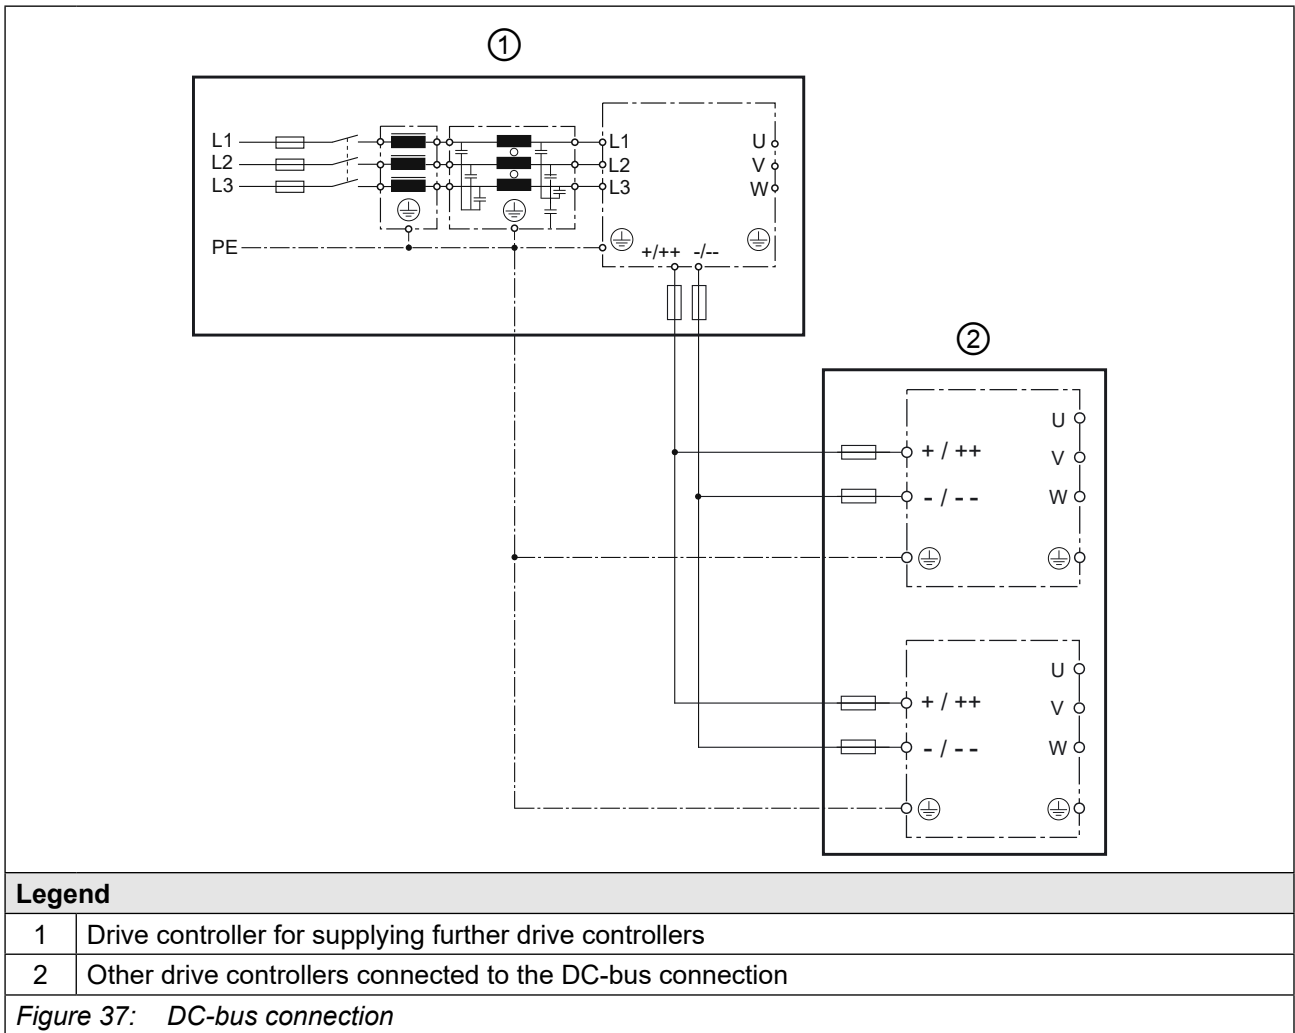 1
L1
L2
L3
PE
L1
L2
L3
U
V
W
+/++ -/--
2
U
+ / ++
V
- / - -
W
U
+ / ++
V
- / - -
W
Legend
1 Drive controller for supplying further drive controllers
2 Other drive controllers connected to the DC-bus connection
Figure 37: DC-bus connection